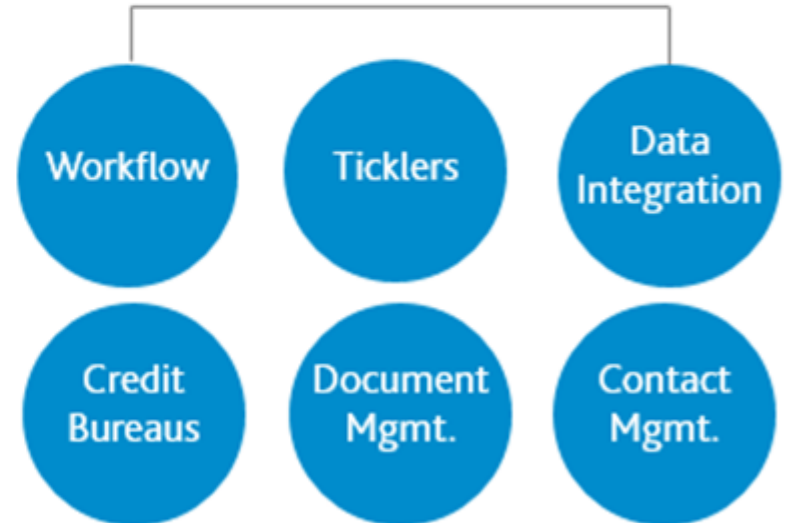 Workflow
Ticklers
Data
Integration
Credit
Bureaus
Document
Mgmt.
Contact
Mgmt.